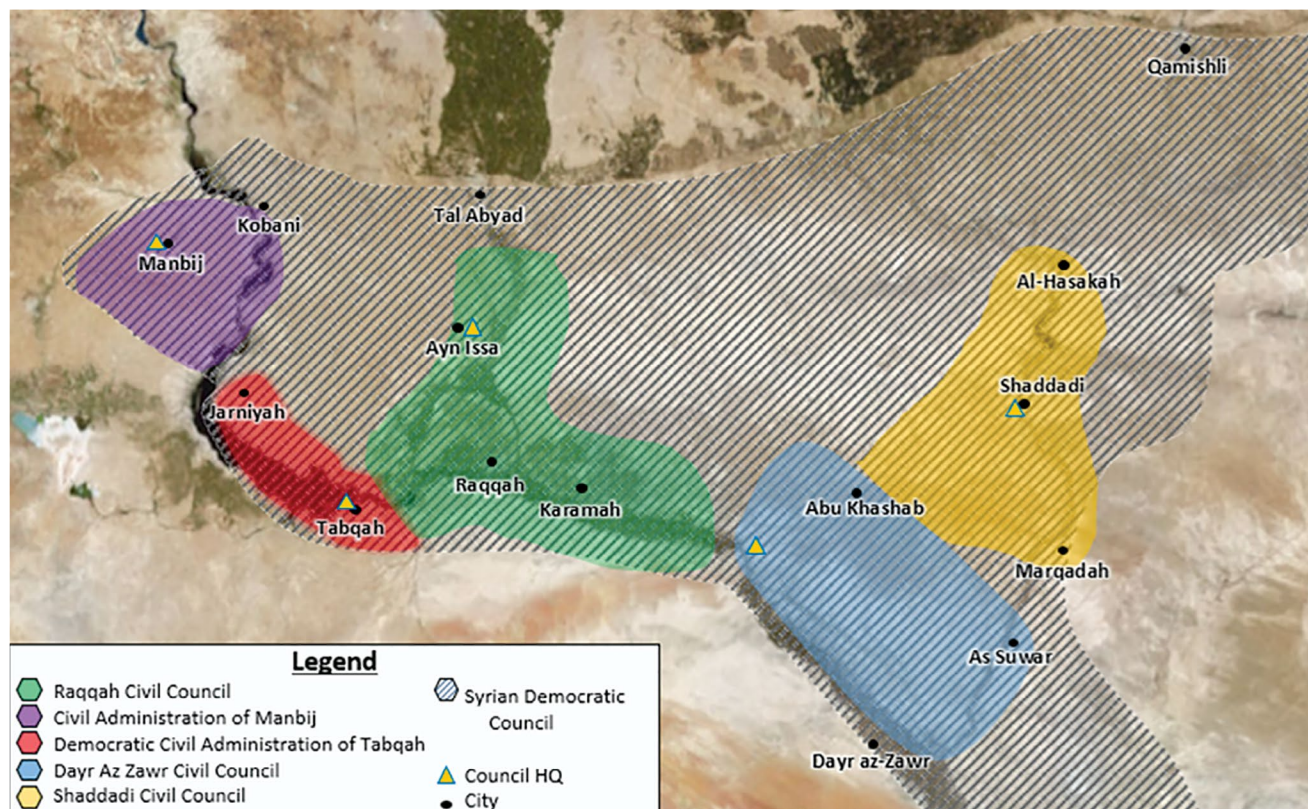 Qamishli
Kobani
Tal Abyad
Manbij
Al-Hasakah
Ayn Issa
Jarniyah
Shaddadi
Raqqah
Karamah
Abu Khashab
Tabqah
Marqadah
As Suwar
Dayr az-Zawr
Legend
Raqqah Civil Council
Civil Administration of Manbij
Democratic Civil Administration of Tabqah
Dayr Az Zawr Civil Council
Shaddadi Civil Council
Syrian Democratic
Council
Council HQ
City